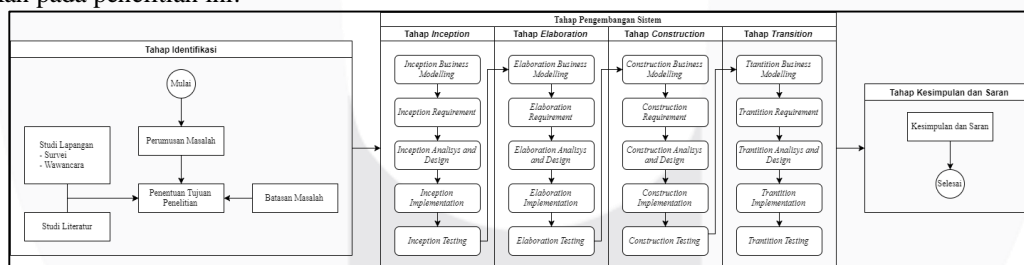 pada penelitian ini.
Tahap Identifikasi
Mulai
Perumusan Masalah
Studi Lapangan
- Survei
- Wawancara
Penentuan Tujuan
Penelitian
Batasan Masalah
Studi Literatur
Tahap Pengembangan Sistem
Tahap Inception
Inception Business
Modelling
Inception Requirement
Inception Analisys and
Design
Inception
Implementation
Inception Testing
Tahap Elaboration
Elaboration Business
Modelling
Elaboration
Requirement
Elaboration Analisys
and Design
Elaboration
Implementation
Elaboration Testing
Tahap Construction
Construction Business
Modelling
Construction
Requirement
Construction Analisys
and Design
Construction
Implementation
Construction Testing
Tahap Transition
Ttantition Business
Modelling
Trantition Requirement
Trantition Analisys and
Design
Trantition
Implementation
Trantition Testing
Tahap Kesimpulan dan Saran
Kesimpulan dan Saran
Selesai